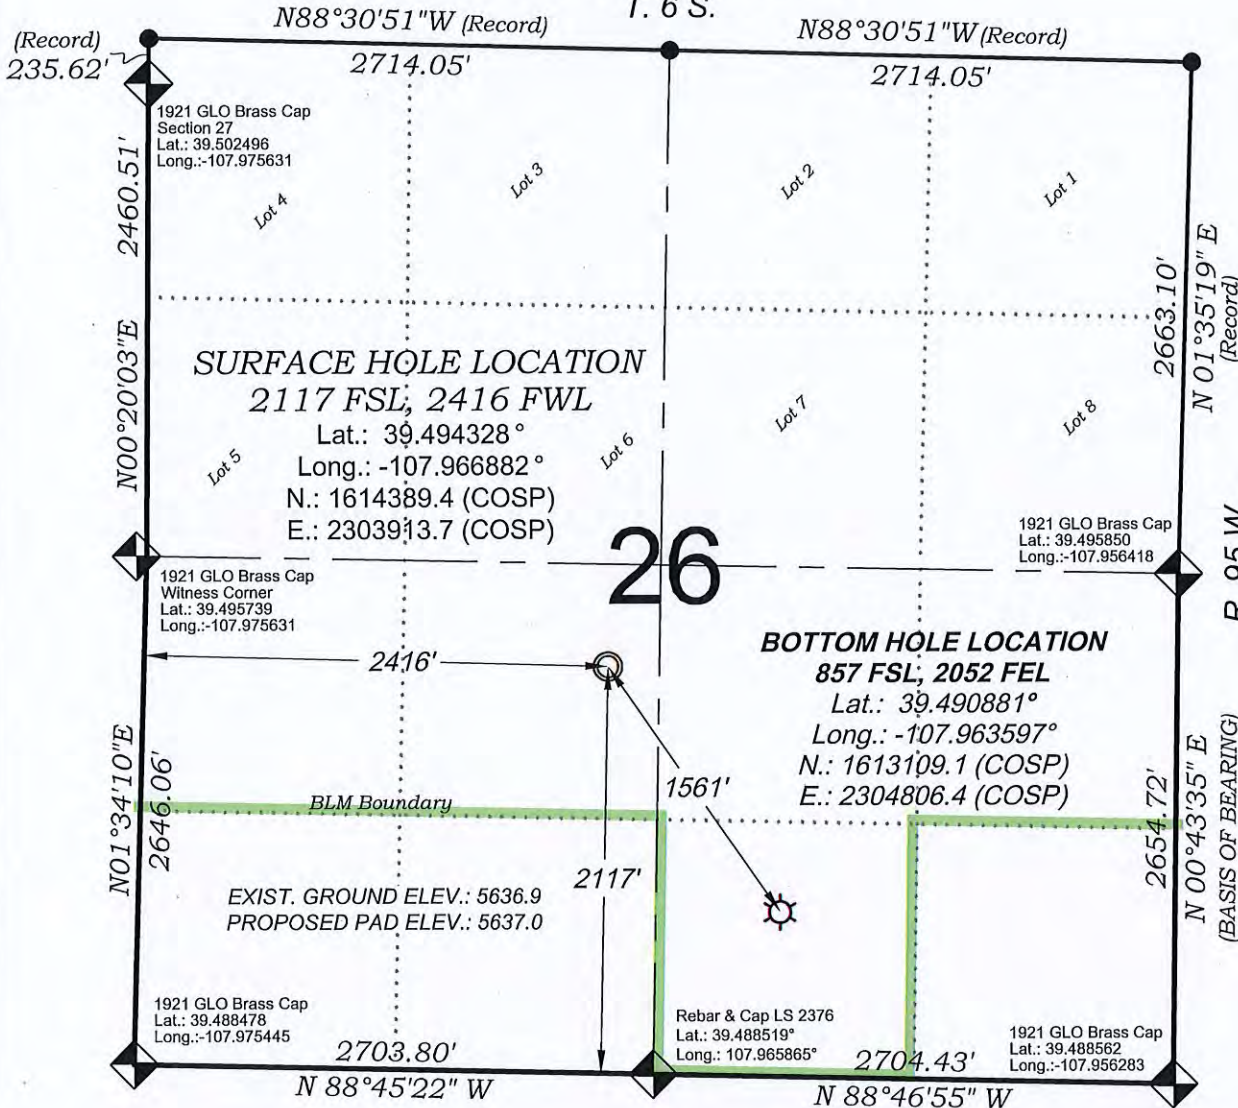 T. 6 S.
N88°30'51"W (Record)
N88°30'51"W (Record)
(Record)
235.62'
2714.05'
2714.05'
1921 GLO Brass Cap
Section 27
Lat.: 39.502496
Long.:-107.975631
2460.51'
N00°20'03"E
Lot 4
Lot 3
Lot 2
Lot 1
2663.10'
N 01°35'19" E
(Record)
SURFACE HOLE LOCATION
2117 FSL, 2416 FWL
Lat.: 39.494328°
Long.: -107.966882°
N.: 1614389.4 (COSP)
E.: 2303913.7 (COSP)
Lot 5
Lot 6
Lot 7
Lot 8
26
1921 GLO Brass Cap
Lat.: 39.495850
Long.:-107.956418
R. 95 W
1921 GLO Brass Cap
Witness Corner
Lat.: 39.495739
Long.:-107.975631
2416'
BOTTOM HOLE LOCATION
857 FSL, 2052 FEL
Lat.: 39.490881°
Long.: -107.963597°
N.: 1613109.1 (COSP)
E.: 2304806.4 (COSP)
1561'
N01°34'10"E
2646.06'
BLM Boundary
2654.72'
N 00°43'35" E
(BASIS OF BEARING)
2117'
EXIST. GROUND ELEV.: 5636.9
PROPOSED PAD ELEV.: 5637.0
1921 GLO Brass Cap
Lat.: 39.488478
Long.:-107.975445
Rebar & Cap LS 2376
Lat.: 39.488519°
Long.: 107.965865°
1921 GLO Brass Cap
Lat.: 39.488562
Long.:-107.956283
2703.80'
2704.43'
N 88°45'22" W
N 88°46'55" W